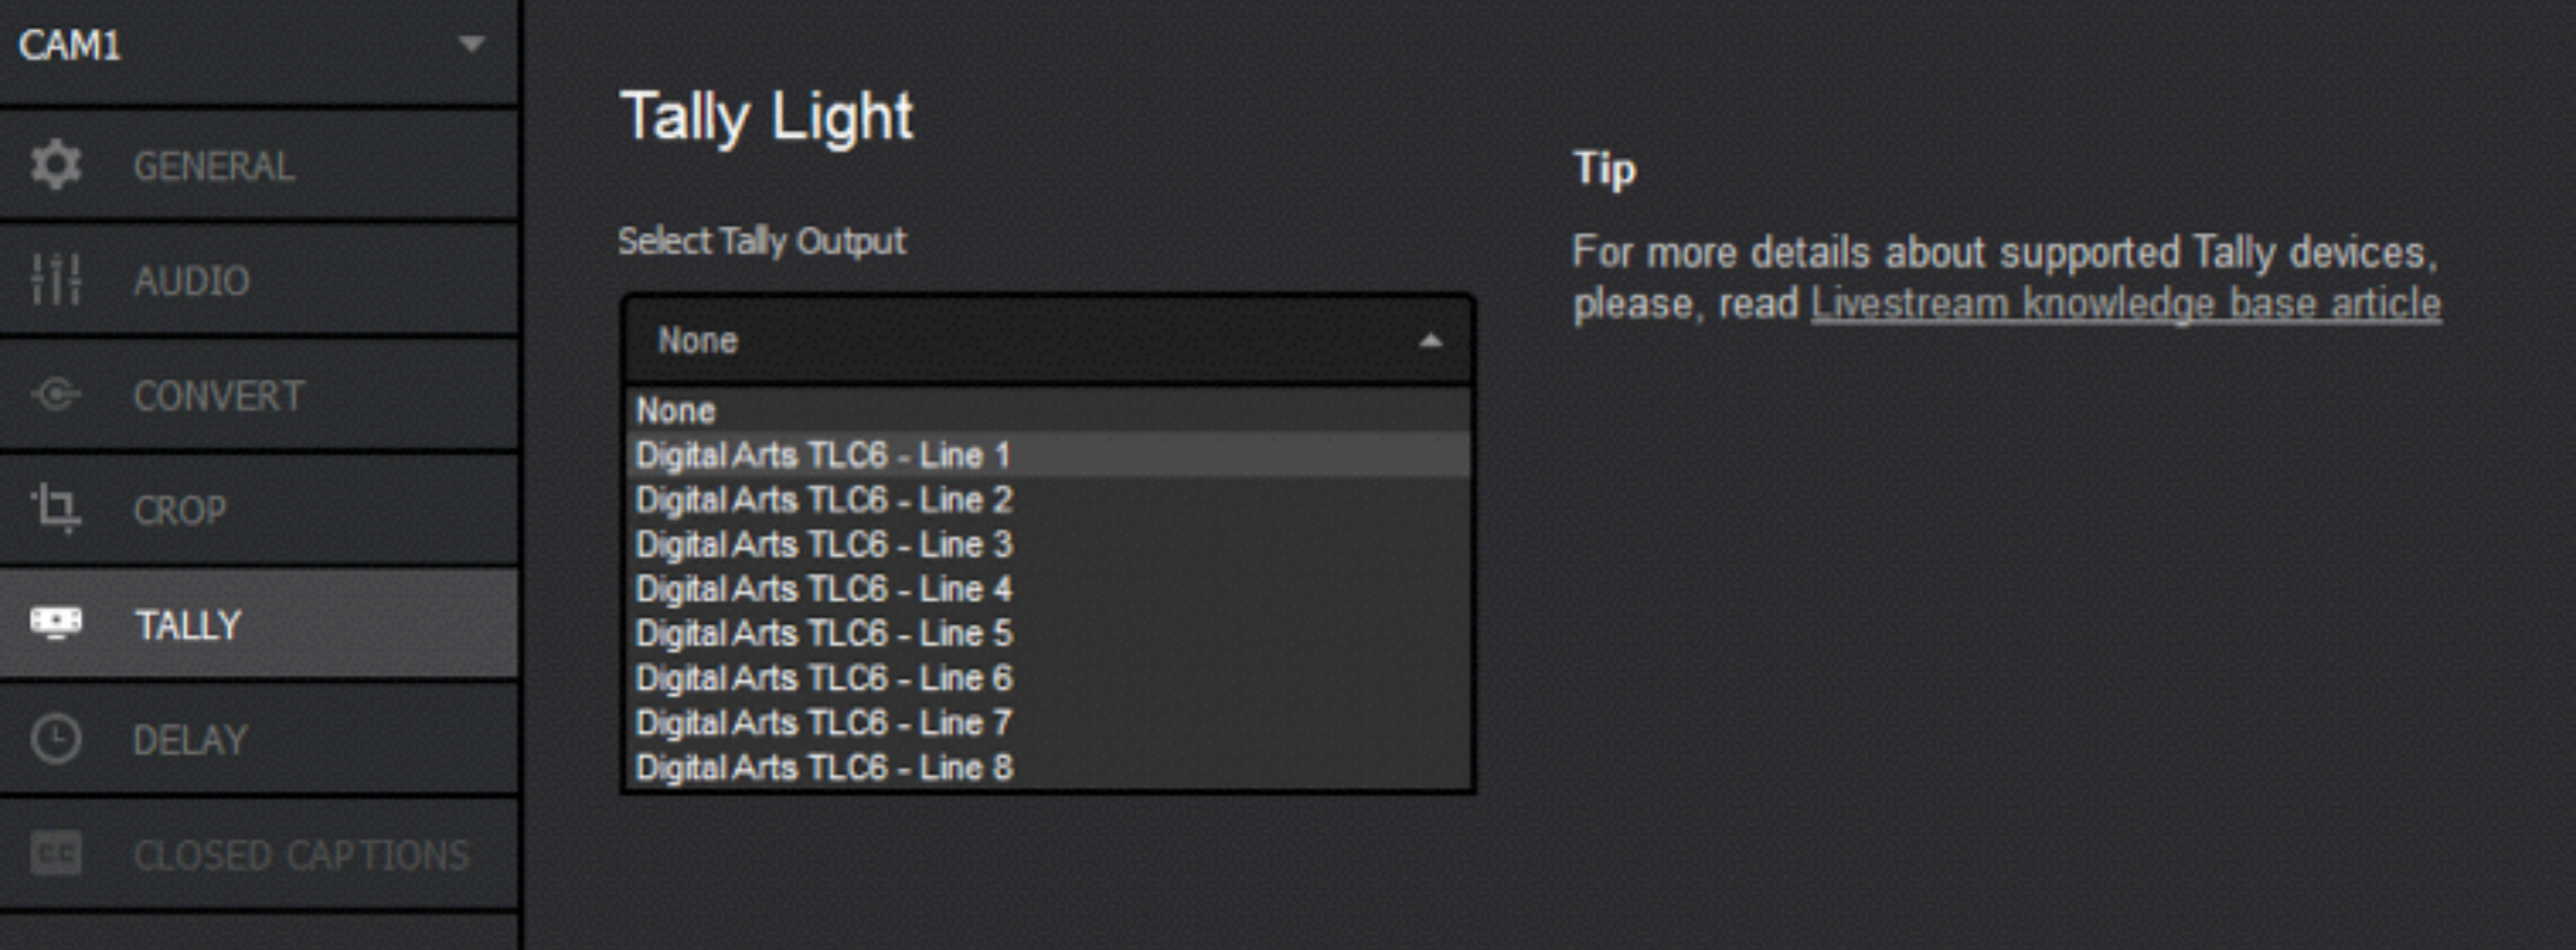 CAM1
GENERAL
AUDIO
CONVERT
CROP
TALLY
DELAY
CC CLOSED CAPTIONS
Tally Light
Select Tally Output
None
None
Digital Arts TLC6 - Line 1
Digital Arts TLC6 - Line 2
Digital Arts TLC6 - Line 3
Digital Arts TLC6 - Line 4
Digital Arts TLC6 - Line 5
Digital Arts TLC6 - Line 6
Digital Arts TLC6 - Line 7
Digital Arts TLC6 - Line 8
Tip
For more details about supported Tally devices,
please, read Livestream knowledge base article